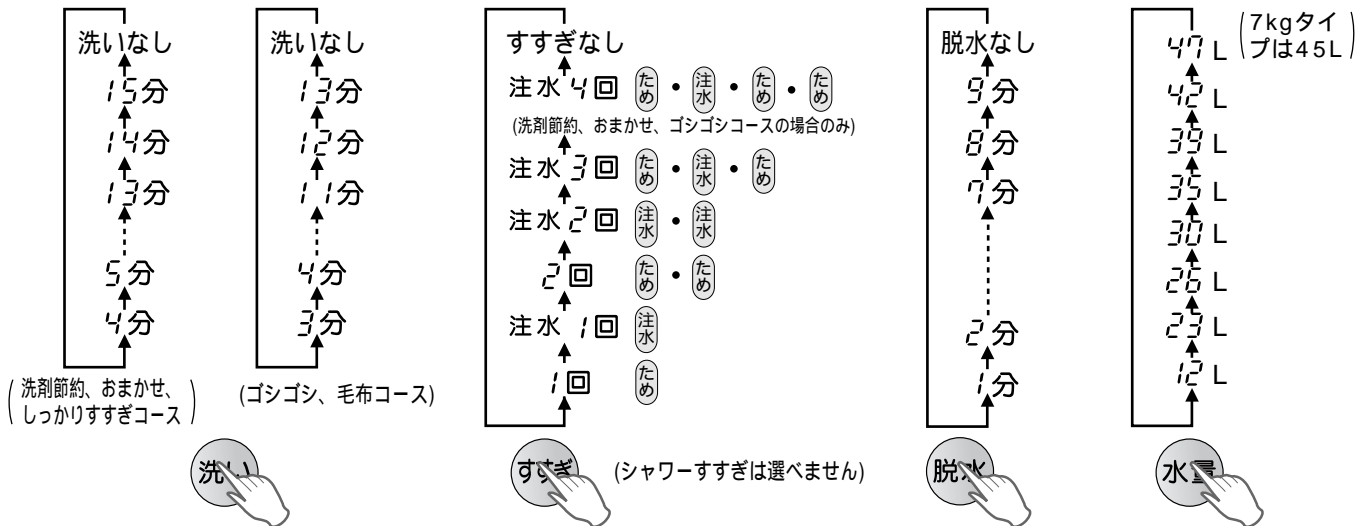 洗いなし
15分
14分
13分
5分
4分
(洗剤節約、おまかせ、
しっかりすすぎコース)
洗いなし
13分
12分
11分
4分
3分
(ゴシゴシ、毛布コース)
洗い
すすぎなし
注水4回 ため・注水・ため・ため
(洗剤節約、おまかせ、ゴシゴシコースの場合のみ)
注水3回 ため・注水・ため
注水2回 注水・注水
2回 ため・ため
注水1回 注水
1回 ため
すすぎ
(シャワーすすぎは選べません)
脱水なし
9分
8分
7分
2分
1分
脱水
47L (7kgタイ
プは45L)
42L
39L
35L
30L
26L
23L
12L
水量